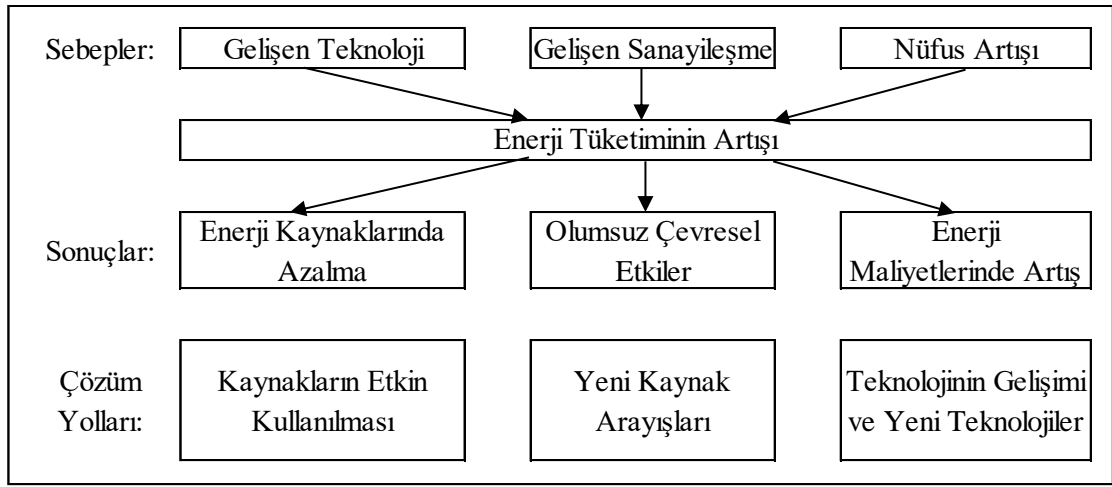 Sebepler: Gelişen Teknoloji Gelişen Sanayileşme Nüfus Artışı
Enerji Tüketiminin Artışı
Sonuçlar:
Enerji Kaynaklarında
Azalma
Olumsuz Çevresel
Etkiler
Enerji
Maliyetlerinde Artış
Çözüm
Yolları:
Kaynakların Etkin
Kullanılması
Yeni Kaynak
Arayışları
Teknolojinin Gelişimi
ve Yeni Teknolojiler